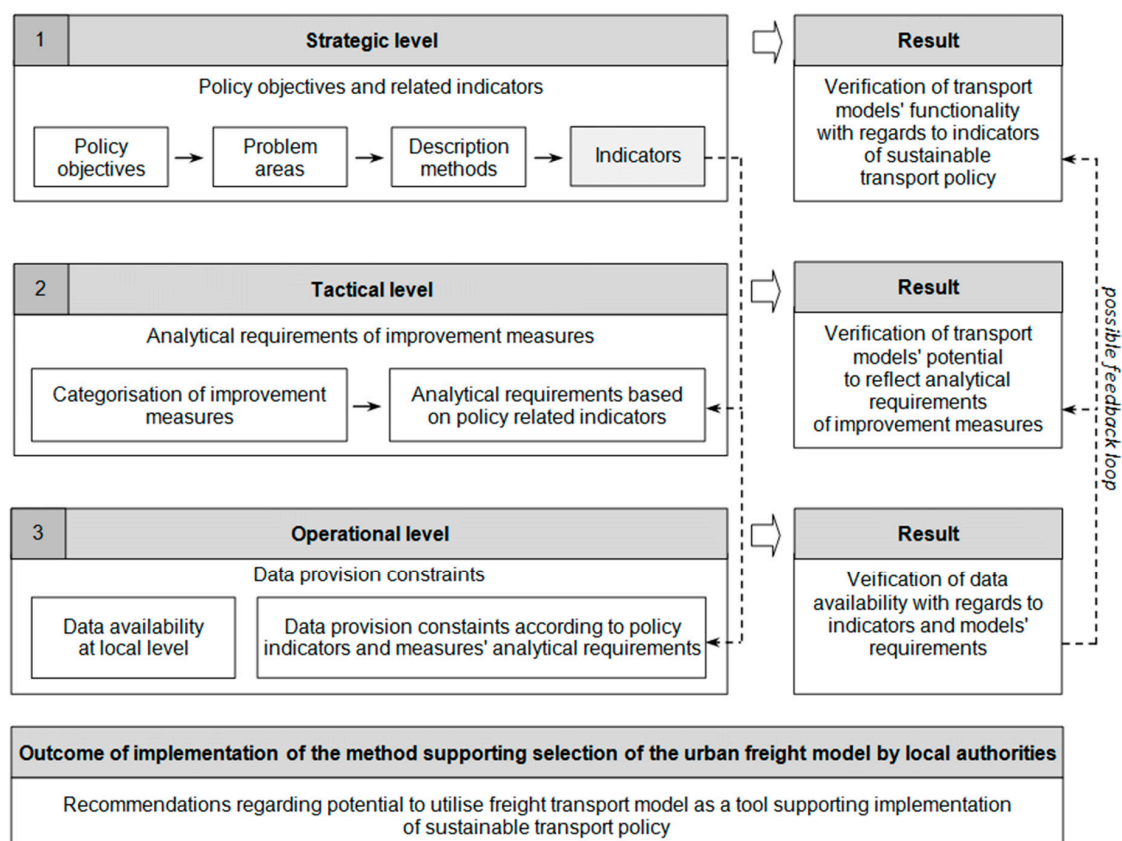 1
Strategic level
Result
Policy objectives and related indicators
Policy
objectives
Problem
areas
Description
methods
Indicators
Verification of transport
models' functionality
with regards to indicators
of sustainable
transport policy
2
Tactical level
Result
Analytical requirements of improvement measures
Categorisation of improvement
measures
Analytical requirements based
on policy related indicators
Verification of transport
models' potential
to reflect analytical
requirements
of improvement measures
possible feedback loop
3
Operational level
Result
Data provision constraints
Data availability
at local level
Data provision constaints according to policy
indicators and measures' analytical requirements
Veification of data
availability with regards to
indicators and models'
requirements
Outcome of implementation of the method supporting selection of the urban freight model by local authorities
Recommendations regarding potential to utilise freight transport model as a tool supporting implementation
of sustainable transport policy